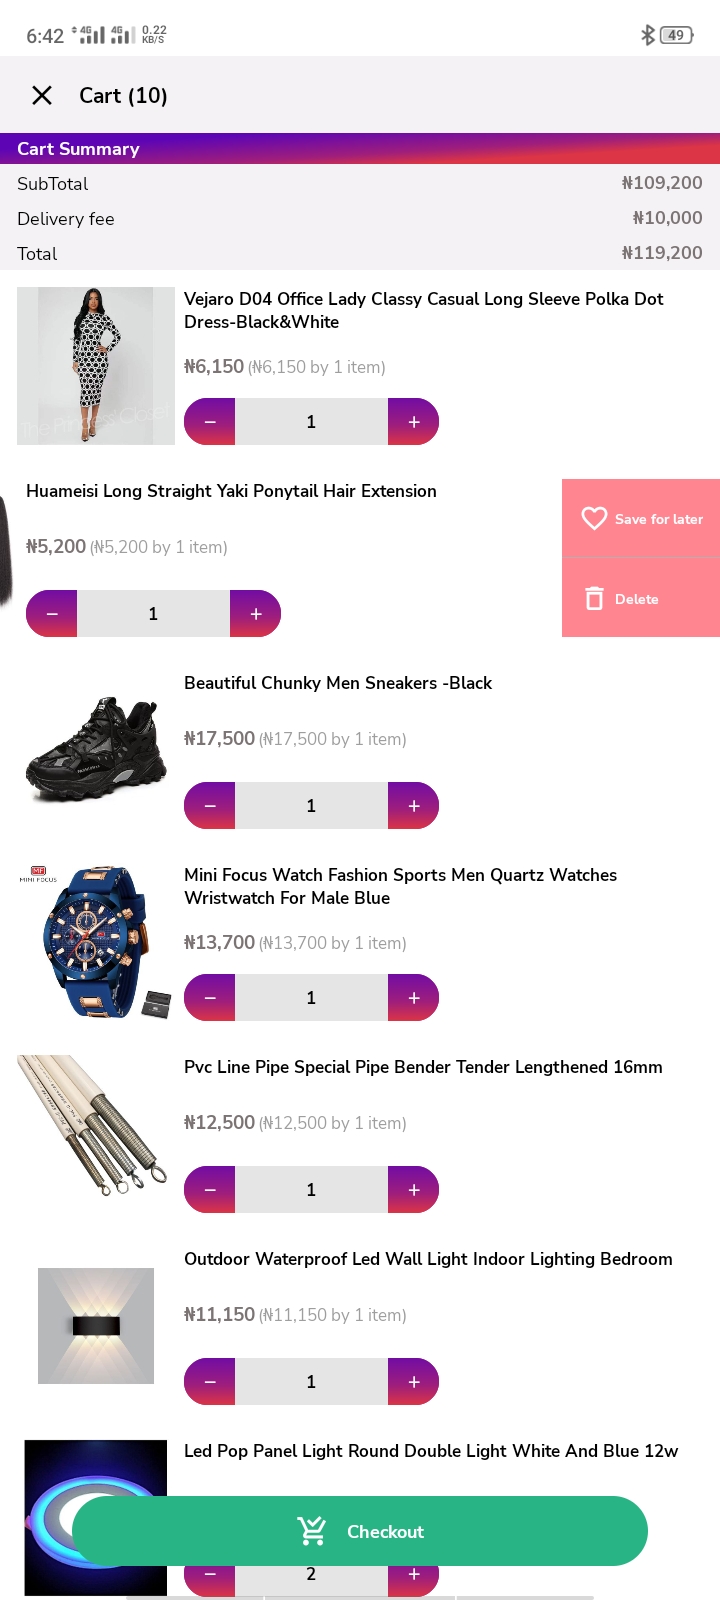 6:42 4G 4G 0.22 KB/S 49
Cart (10)
Cart Summary
SubTotal ₦109,200
Delivery fee ₦10,000
Total ₦119,200
Vejaro D04 Office Lady Classy Casual Long Sleeve Polka Dot
Dress-Black&White
₦6,150 (₦6,150 by 1 item)
− 1 +
Huameisi Long Straight Yaki Ponytail Hair Extension
₦5,200 (₦5,200 by 1 item)
− 1 +
Save for later
Delete
Beautiful Chunky Men Sneakers -Black
₦17,500 (₦17,500 by 1 item)
− 1 +
MINI FOCUS
Mini Focus Watch Fashion Sports Men Quartz Watches
Wristwatch For Male Blue
₦13,700 (₦13,700 by 1 item)
− 1 +
Pvc Line Pipe Special Pipe Bender Tender Lengthened 16mm
₦12,500 (₦12,500 by 1 item)
− 1 +
Outdoor Waterproof Led Wall Light Indoor Lighting Bedroom
₦11,150 (₦11,150 by 1 item)
− 1 +
Led Pop Panel Light Round Double Light White And Blue 12w
Checkout
− 2 +